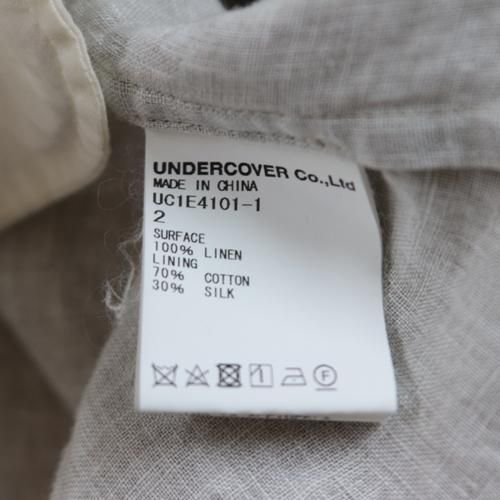 UNDERCOVER Co.,Ltd
MADE IN CHINA
UC1E4101-1
2
SURFACE
100% LINEN
LINING
70% COTTON
30% SILK
F